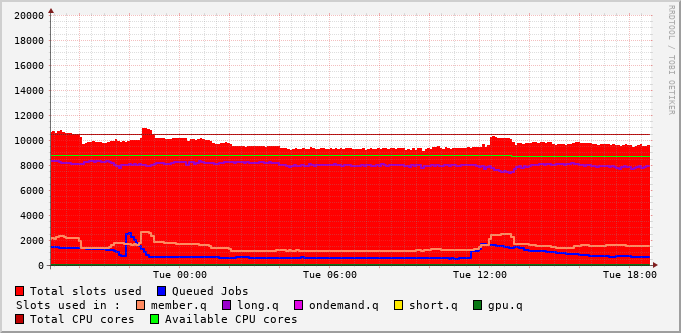 RRDTOOL / TOBI OETIKER
20000
18000
16000
14000
12000
10000
8000
6000
4000
2000
0
Tue 00:00 Tue 06:00 Tue 12:00 Tue 18:00
Total slots used Queued Jobs
Slots used in : member.q long.q ondemand.q short.q gpu.q
Total CPU cores Available CPU cores